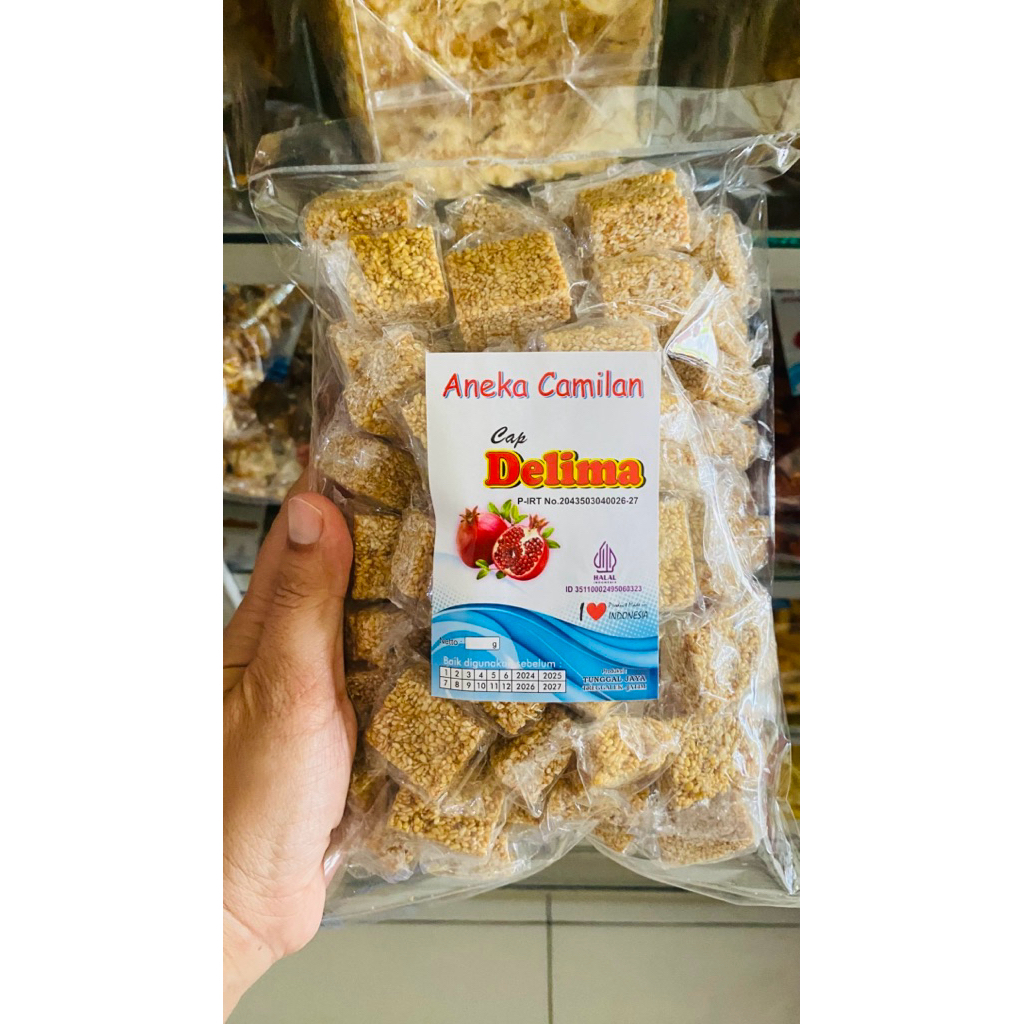 Aneka Camilan
Cap
Delima
P-IRT No.2043503040026-27
HALAL
INDONESIA
ID 35110002495060323
I Product Made in
INDONESIA
Netto g
Baik digunakan sebelum :
1 2 3 4 5 6 2024 2025
7 8 9 10 11 12 2026 2027
TUNGGAL JAYA
TRENGGALEK - JATIM